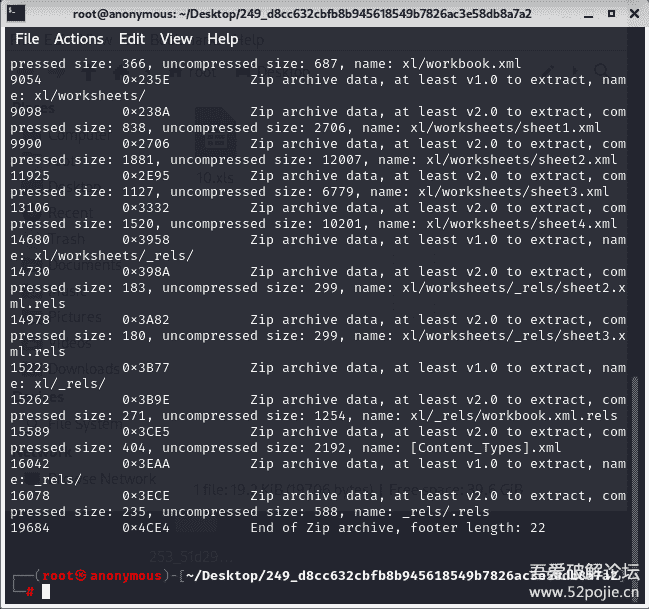 root@anonymous: ~/Desktop/249_d8cc632cbfb8b945618549b7826ac3e58db8a7a2
File Actions Edit View Help
pressed size: 366, uncompressed size: 687, name: xl/workbook.xml
9054 0×235E Zip archive data, at least v1.0 to extract, nam
e: xl/worksheets/
9098 0×238A Zip archive data, at least v2.0 to extract, com
pressed size: 838, uncompressed size: 2706, name: xl/worksheets/sheet1.xml
9990 0×2706 Zip archive data, at least v2.0 to extract, com
pressed size: 1881, uncompressed size: 12007, name: xl/worksheets/sheet2.xml
11925 0×2E95 Zip archive data, at least v2.0 to extract, com
pressed size: 1127, uncompressed size: 6779, name: xl/worksheets/sheet3.xml
13106 0×3332 Zip archive data, at least v2.0 to extract, com
pressed size: 1520, uncompressed size: 10201, name: xl/worksheets/sheet4.xml
14680 0×3958 Zip archive data, at least v1.0 to extract, nam
e: xl/worksheets/_rels/
14730 0×398A Zip archive data, at least v2.0 to extract, com
pressed size: 183, uncompressed size: 299, name: xl/worksheets/_rels/sheet2.x
ml.rels
14978 0×3A82 Zip archive data, at least v2.0 to extract, com
pressed size: 180, uncompressed size: 299, name: xl/worksheets/_rels/sheet3.x
ml.rels
15223 0×3B77 Zip archive data, at least v1.0 to extract, nam
e: xl/_rels/
15262 0×3B9E Zip archive data, at least v2.0 to extract, com
pressed size: 271, uncompressed size: 1254, name: xl/_rels/workbook.xml.rels
15589 0×3CE5 Zip archive data, at least v2.0 to extract, com
pressed size: 404, uncompressed size: 2192, name: [Content_Types].xml
16042 0×3EAA Zip archive data, at least v1.0 to extract, nam
e: _rels/
16078 0×3ECE Zip archive data, at least v2.0 to extract, com
pressed size: 235, uncompressed size: 588, name: _rels/.rels
19684 0×4CE4 End of Zip archive, footer length: 22
(root㉿anonymous)-[~/Desktop/249_d8cc632cbfb8b945618549b7826ac3e58db8a7a2]
#
吾爱破解论坛
www.52pojie.cn